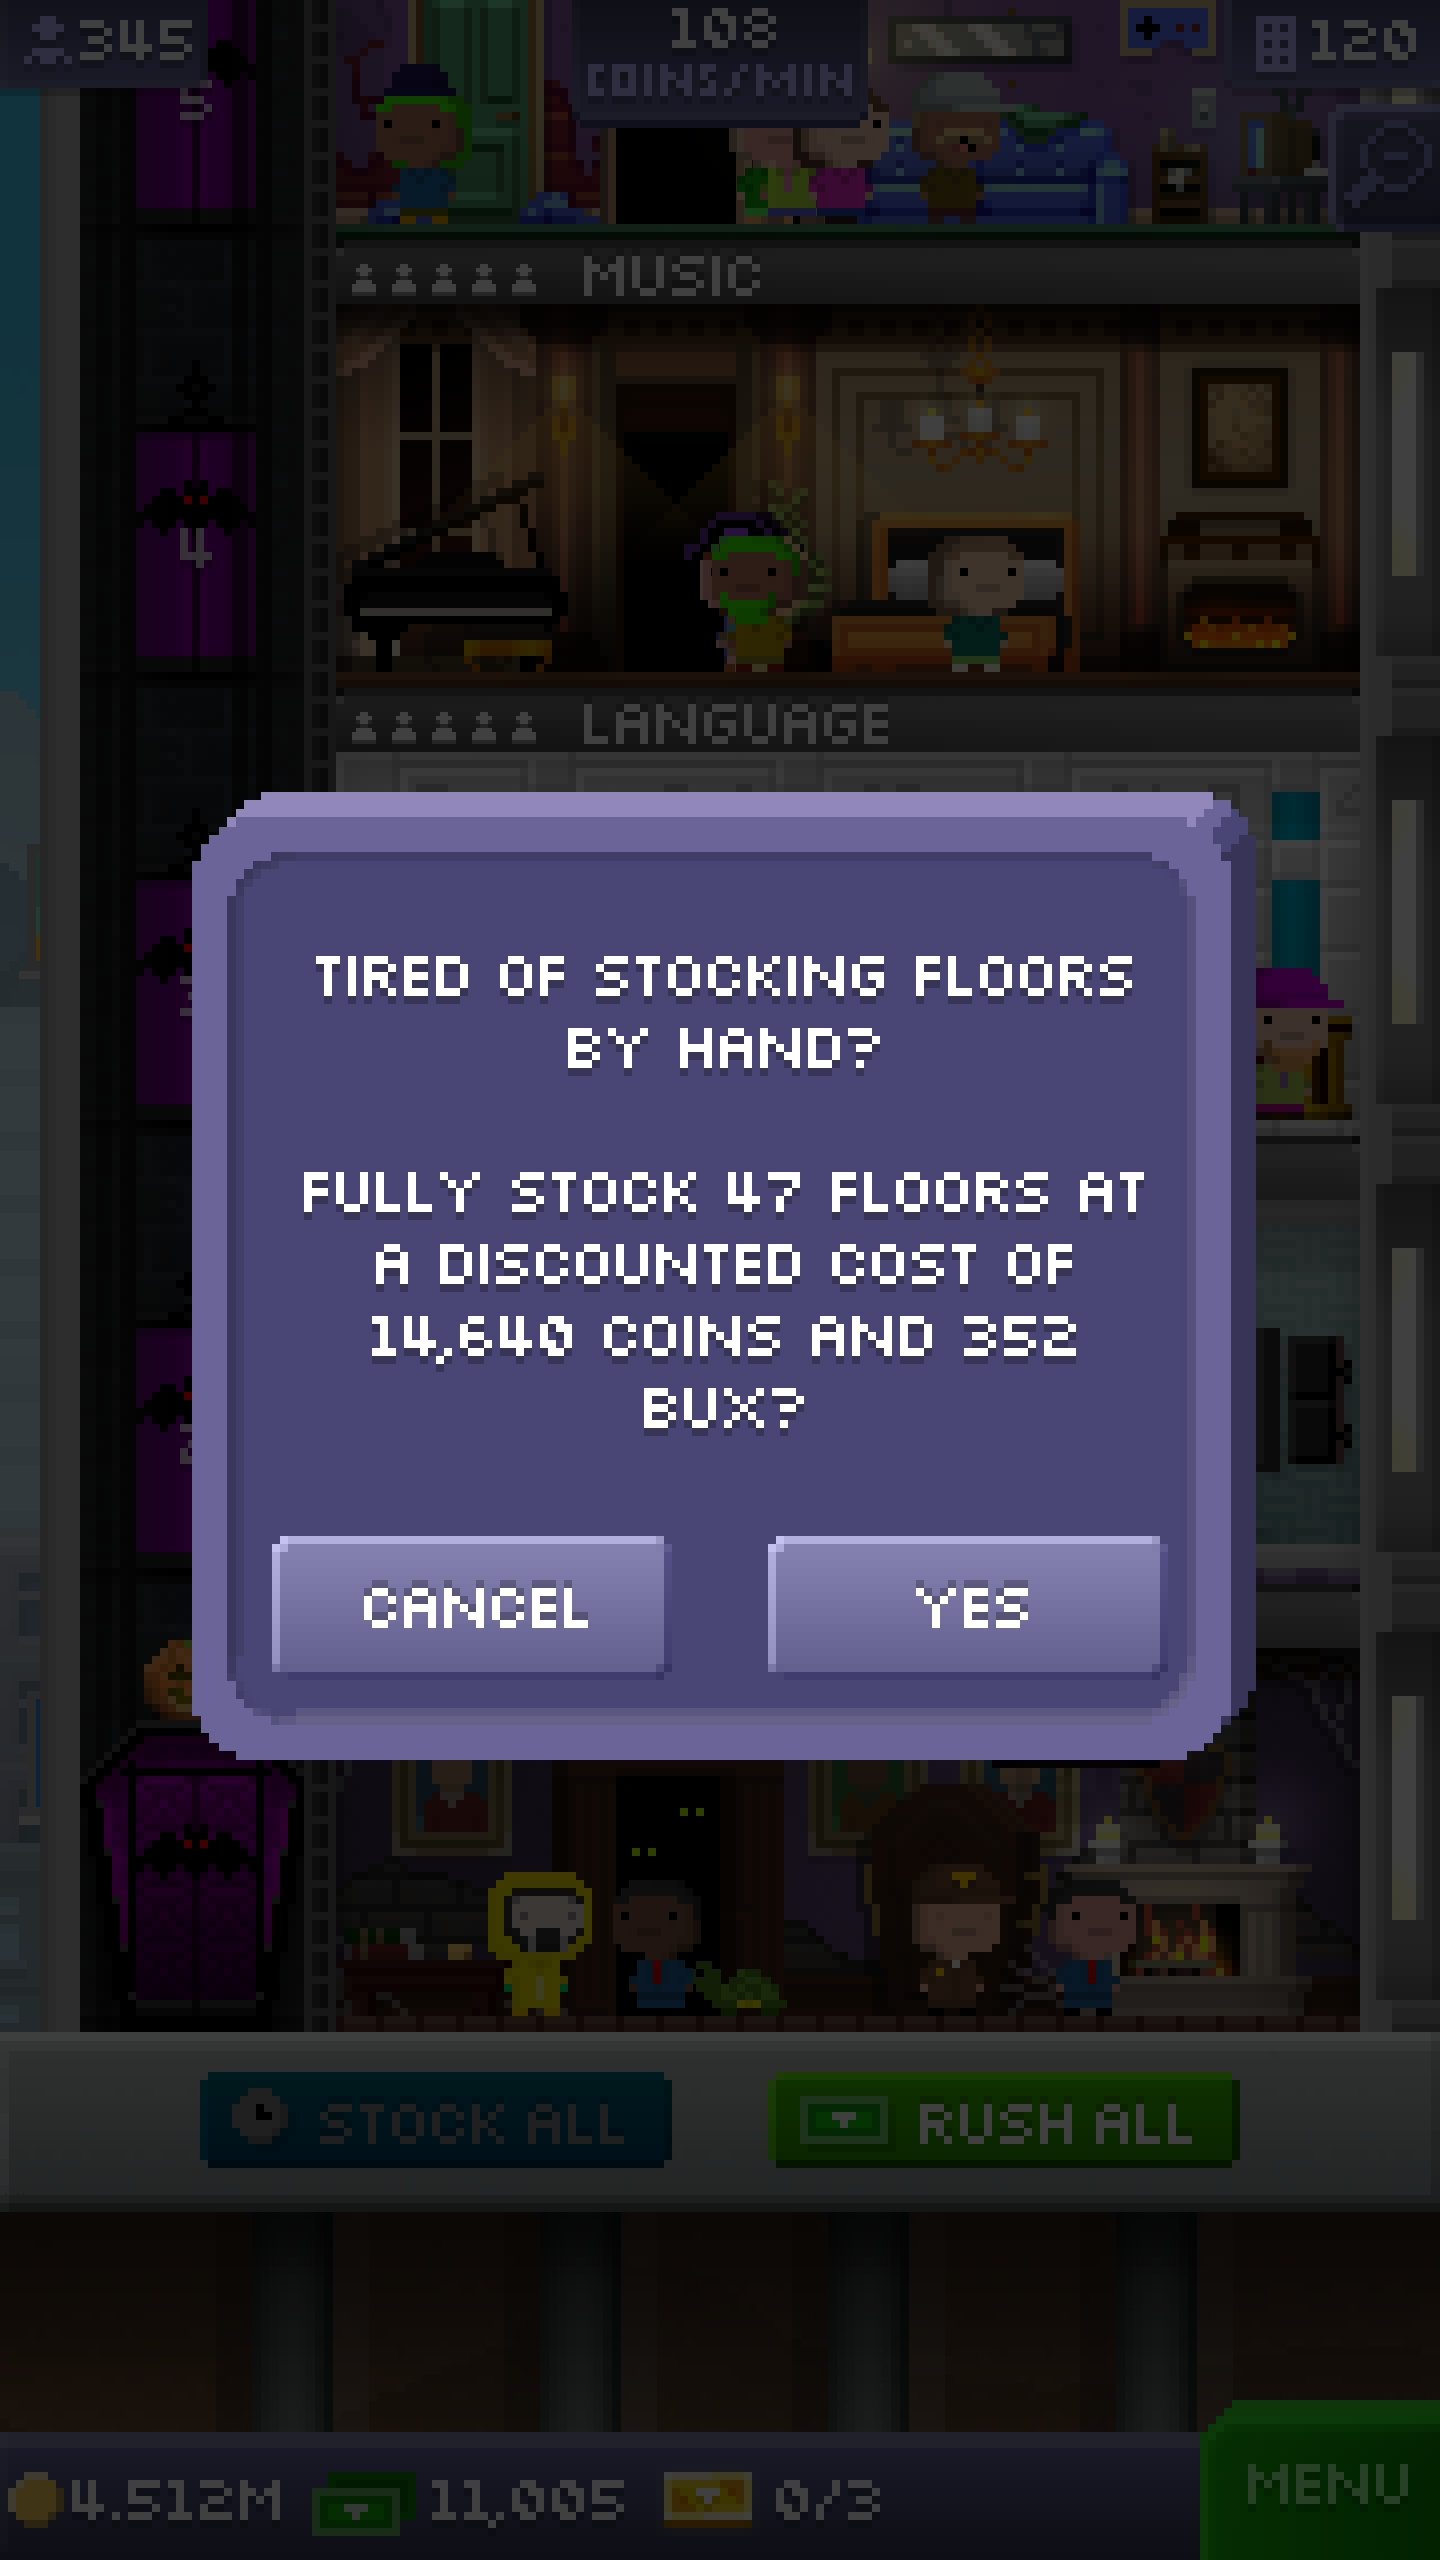 345
108
COINS/MIN
120
5
MUSIC
4
LANGUAGE
TIRED OF STOCKING FLOORS
BY HAND?
FULLY STOCK 47 FLOORS AT
A DISCOUNTED COST OF
14,640 COINS AND 352
BUX?
CANCEL
YES
STOCK ALL
RUSH ALL
4.512M
11,005
0/3
MENU